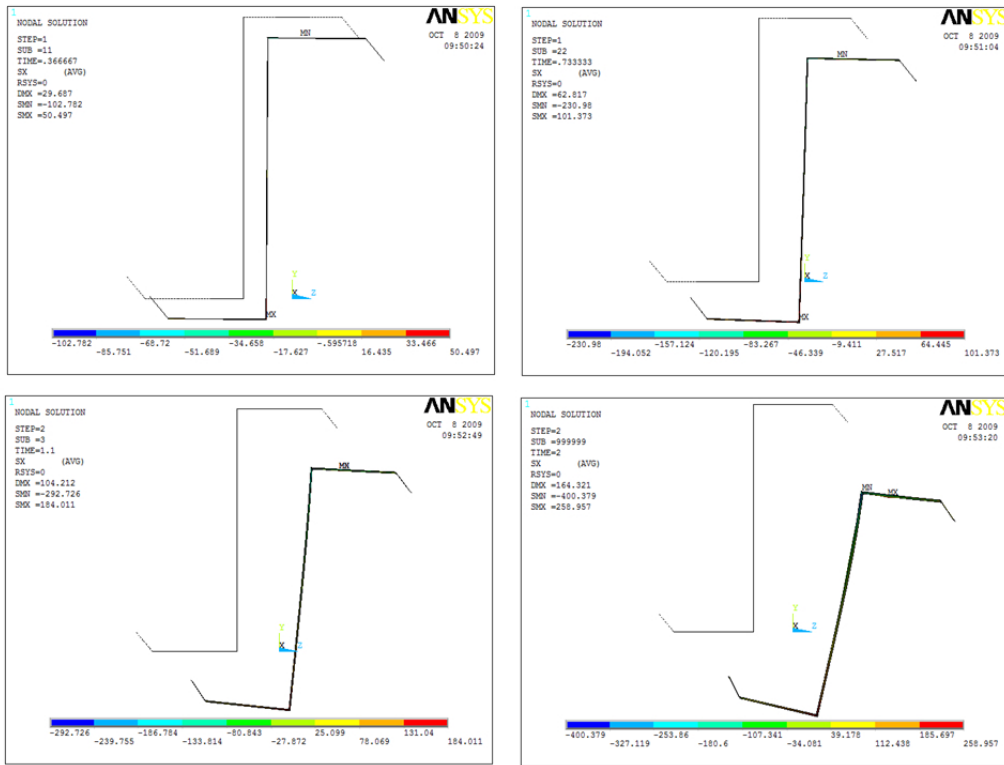 1
NODAL SOLUTION
STEP=1
SUB =11
TIME=.366667
SX (AVG)
RSYS=0
DMX =29.687
SMN =-102.782
SMX =50.497
ANSYS
OCT 8 2009
09:50:24
MN
Y
X Z
MX
-102.782 -68.72 -34.658 -.595718 33.466
-85.751 -51.689 -17.627 16.435 50.497
1
NODAL SOLUTION
STEP=1
SUB =22
TIME=.733333
SX (AVG)
RSYS=0
DMX =62.817
SMN =-230.98
SMX =101.373
ANSYS
OCT 8 2009
09:51:04
MN
Y
X Z
MX
-230.98 -157.124 -83.267 -9.411 64.445
-194.052 -120.195 -46.339 27.517 101.373
1
NODAL SOLUTION
STEP=2
SUB =3
TIME=1.1
SX (AVG)
RSYS=0
DMX =104.212
SMN =-292.726
SMX =184.011
ANSYS
OCT 8 2009
09:52:49
MX
Y
X Z
-292.726 -186.784 -80.843 25.099 131.04
-239.755 -133.814 -27.872 78.069 184.011
1
NODAL SOLUTION
STEP=2
SUB =999999
TIME=2
SX (AVG)
RSYS=0
DMX =164.321
SMN =-400.379
SMX =258.957
ANSYS
OCT 8 2009
09:53:20
MN MX
Y
X Z
-400.379 -253.86 -107.341 39.178 185.697
-327.119 -180.6 -34.081 112.438 258.957